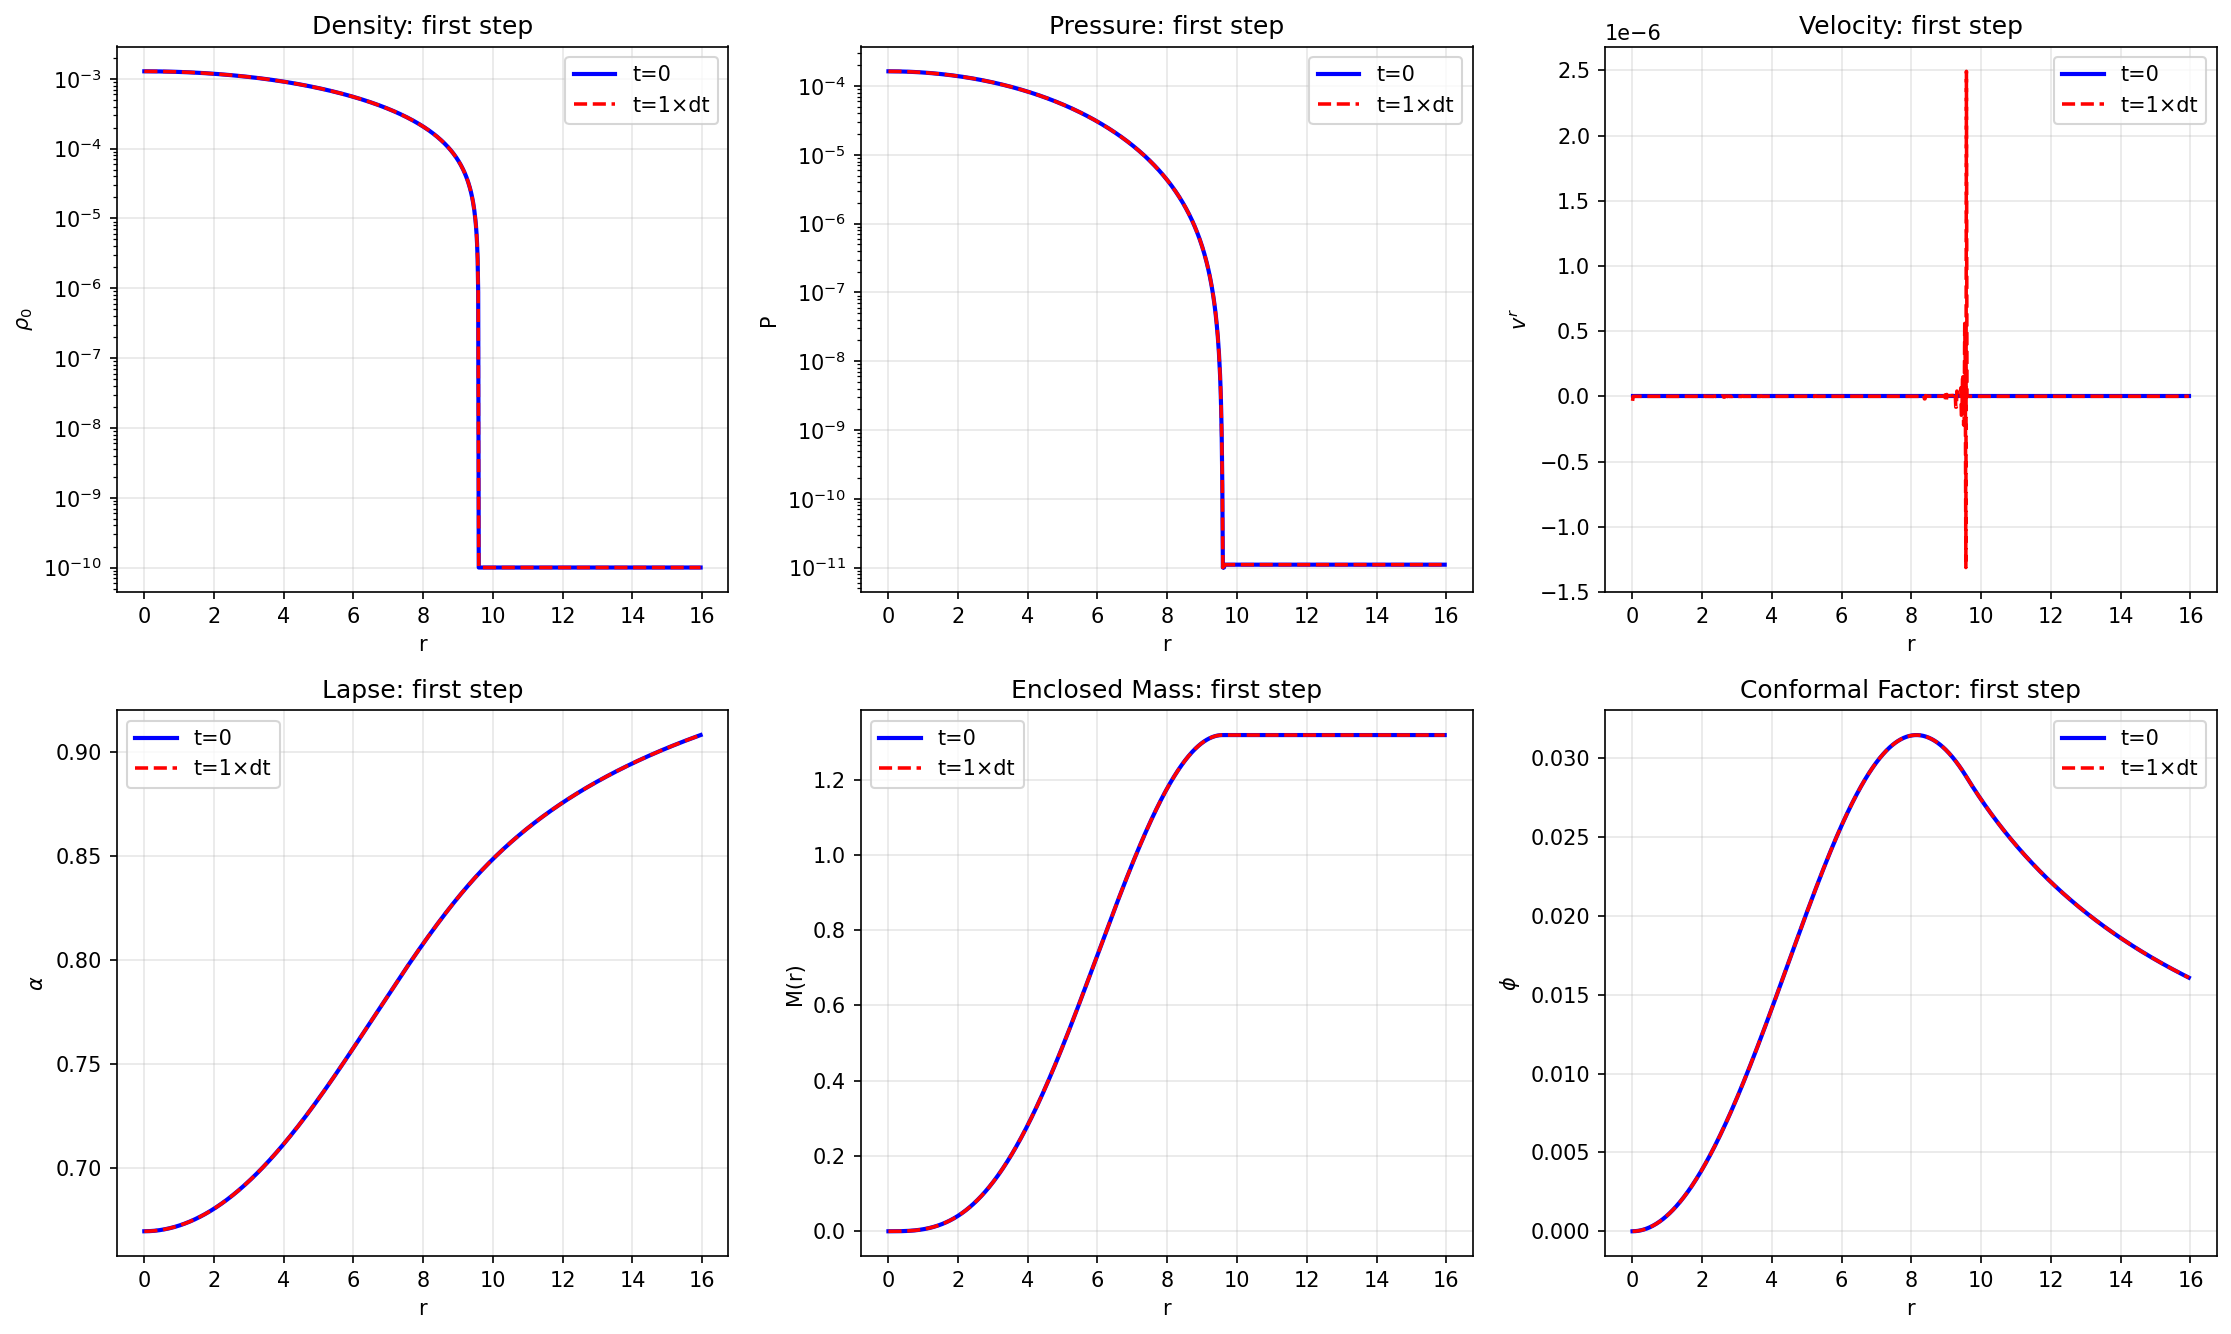 Density: first step
10⁻³
10⁻⁴
10⁻⁵
10⁻⁶
10⁻⁷
10⁻⁸
10⁻⁹
10⁻¹⁰
ρ₀
0 2 4 6 8 10 12 14 16
r
t=0
t=1×dt
Pressure: first step
10⁻⁴
10⁻⁵
10⁻⁶
10⁻⁷
10⁻⁸
10⁻⁹
10⁻¹⁰
10⁻¹¹
P
0 2 4 6 8 10 12 14 16
r
t=0
t=1×dt
Velocity: first step
1e−6
2.5
2.0
1.5
1.0
0.5
0.0
−0.5
−1.0
−1.5
vʳ
0 2 4 6 8 10 12 14 16
r
t=0
t=1×dt
Lapse: first step
0.90
0.85
0.80
0.75
0.70
α
0 2 4 6 8 10 12 14 16
r
t=0
t=1×dt
Enclosed Mass: first step
1.2
1.0
0.8
0.6
0.4
0.2
0.0
M(r)
0 2 4 6 8 10 12 14 16
r
t=0
t=1×dt
Conformal Factor: first step
0.030
0.025
0.020
0.015
0.010
0.005
0.000
ϕ
0 2 4 6 8 10 12 14 16
r
t=0
t=1×dt